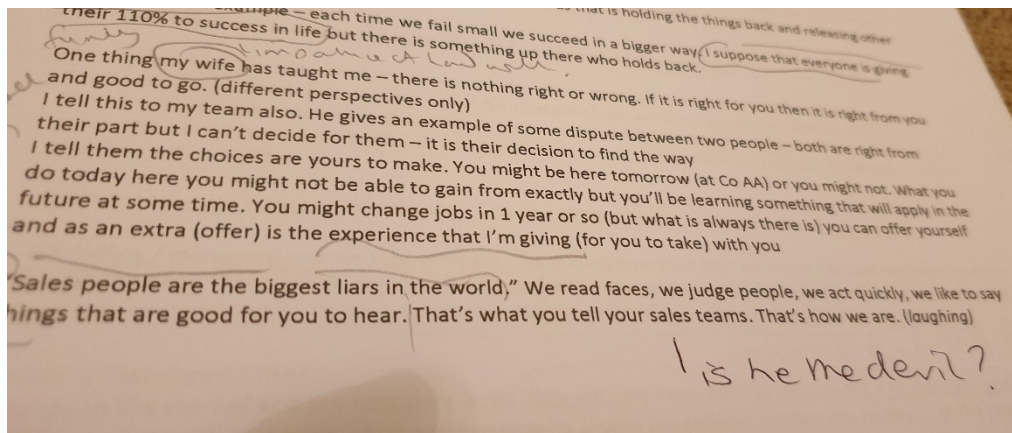 that is holding the things back and releasing other
example – each time we fail small we succeed in a bigger way. I suppose that everyone is giving
their 110% to success in life but there is something up there who holds back.
family
One thing my wife has taught me – there is nothing right or wrong. If it is right for you then it is right from you
and good to go. (different perspectives only)
I tell this to my team also. He gives an example of some dispute between two people – both are right from
their part but I can't decide for them – it is their decision to find the way
I tell them the choices are yours to make. You might be here tomorrow (at Co AA) or you might not. What you
do today here you might not be able to gain from exactly but you'll be learning something that will apply in the
future at some time. You might change jobs in 1 year or so (but what is always there is) you can offer yourself
and as an extra (offer) is the experience that I'm giving (for you to take) with you
"Sales people are the biggest liars in the world," We read faces, we judge people, we act quickly, we like to say
hings that are good for you to hear. That's what you tell your sales teams. That's how we are. (laughing)
is he me devil?